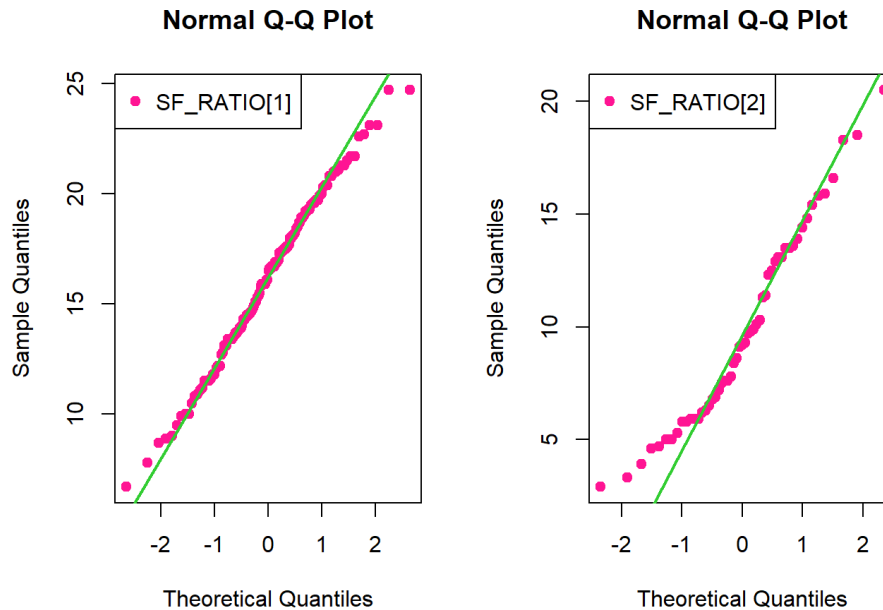 Normal Q-Q Plot
SF_RATIO[1]
Sample Quantiles
10
15
20
25
-2
-1
0
1
2
Theoretical Quantiles
Normal Q-Q Plot
SF_RATIO[2]
Sample Quantiles
5
10
15
20
-2
-1
0
1
2
Theoretical Quantiles